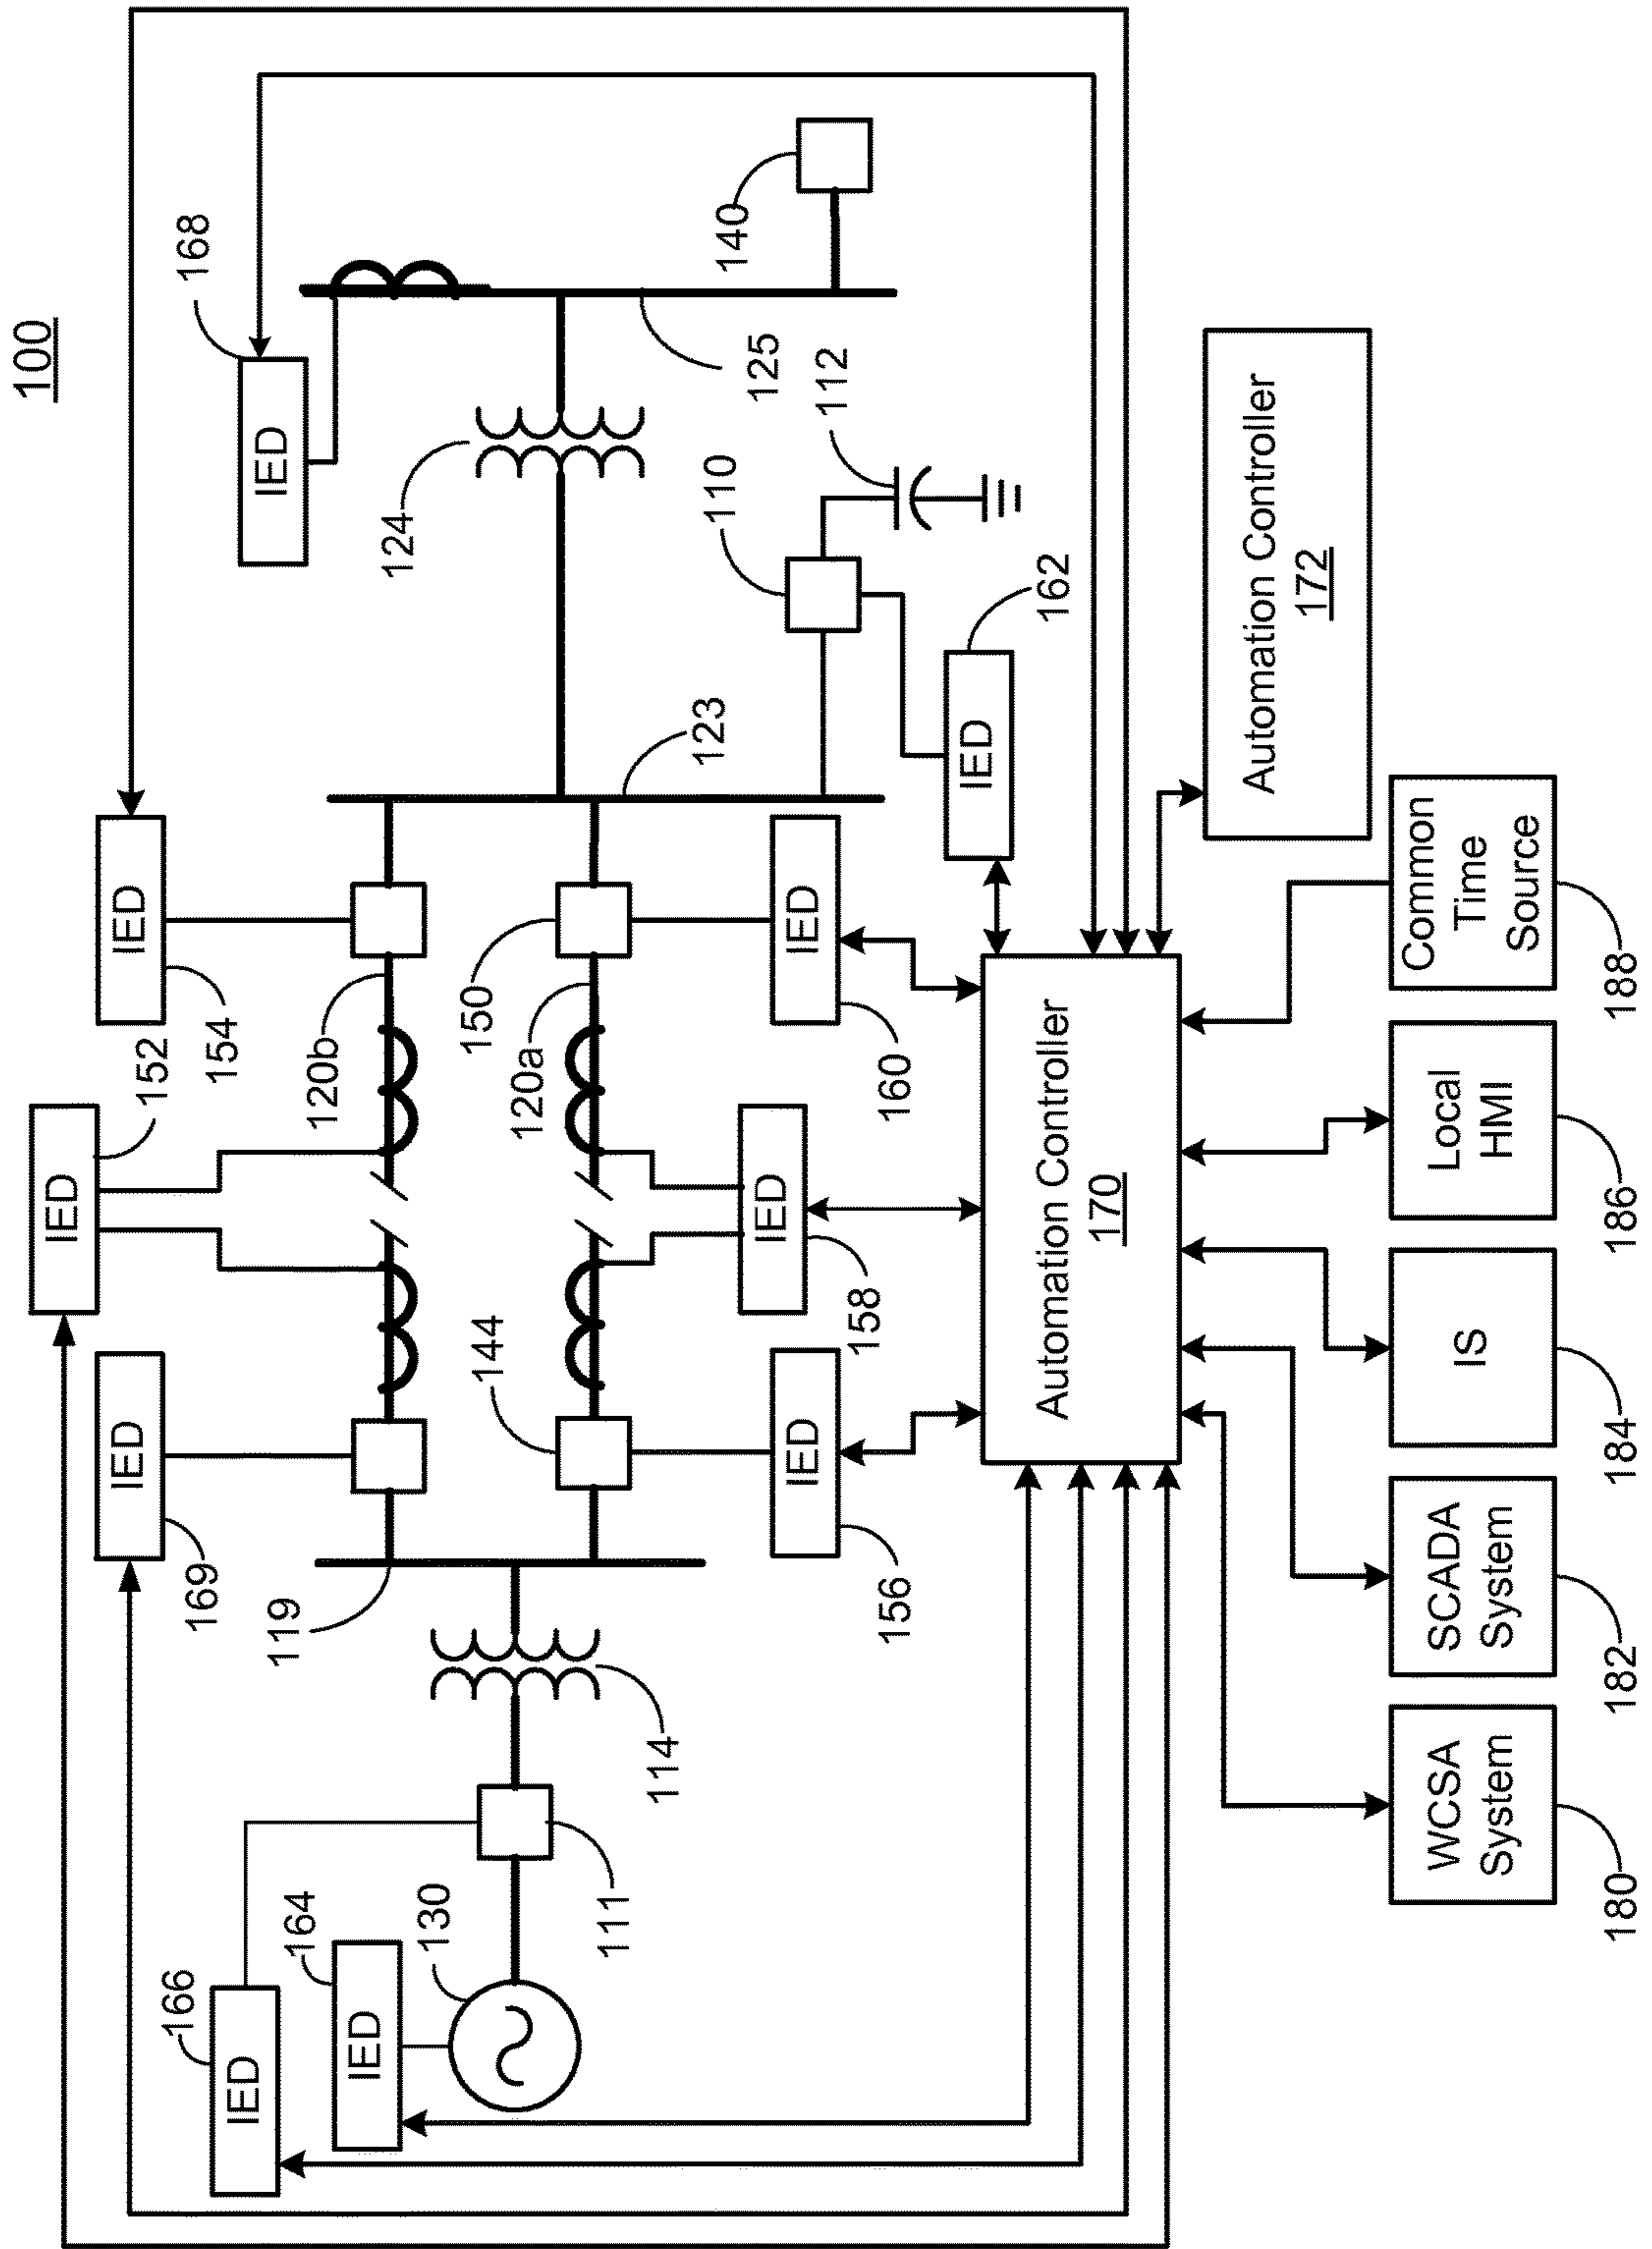 100
IED
168
140
124
125
112
110
IED
162
123
IED
154
120b
150
120a
IED
160
IED
152
IED
158
144
IED
169
119
IED
156
114
111
IED
166
IED
164
130
Automation Controller
170
Automation Controller
172
WCSA
System
180
SCADA
System
182
IS
184
Local
HMI
186
Common
Time
Source
188